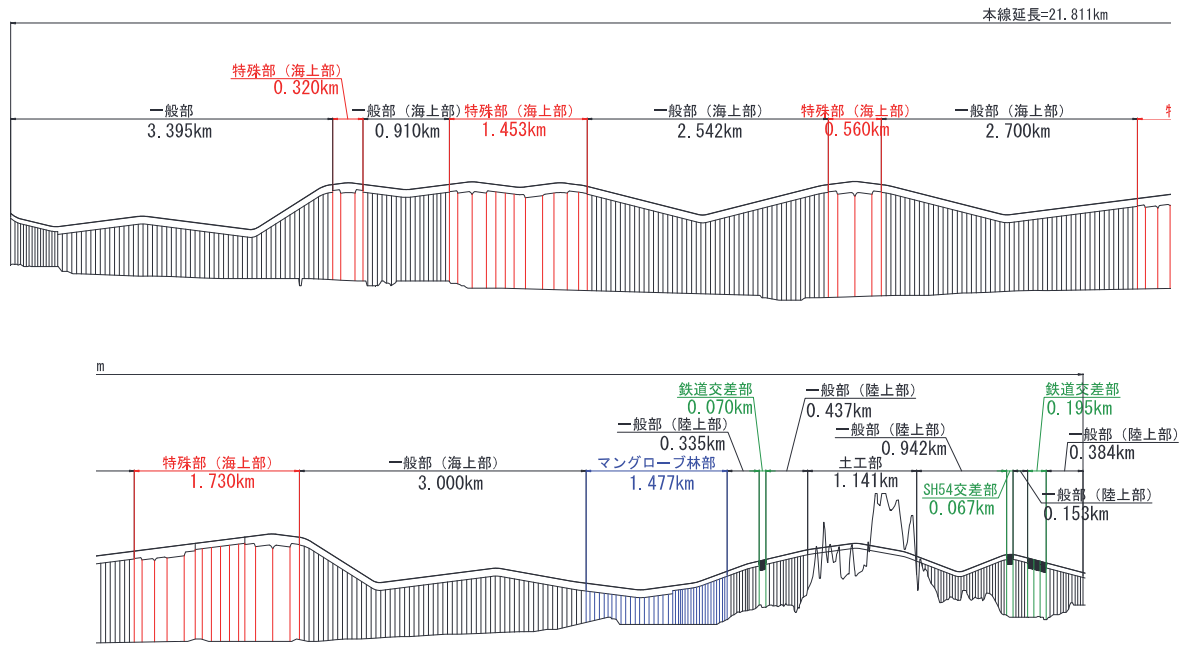 本線延長=21.811km
特殊部（海上部）
0.320km
一般部
3.395km
一般部（海上部）
0.910km
特殊部（海上部）
1.453km
一般部（海上部）
2.542km
特殊部（海上部）
0.560km
一般部（海上部）
2.700km
m
鉄道交差部
0.070km
一般部（陸上部）
0.437km
鉄道交差部
0.195km
一般部（陸上部）
0.335km
一般部（陸上部）
0.942km
一般部（陸上部）
0.384km
特殊部（海上部）
1.730km
一般部（海上部）
3.000km
マングローブ林部
1.477km
土工部
1.141km
SH54交差部
0.067km
一般部（陸上部）
0.153km